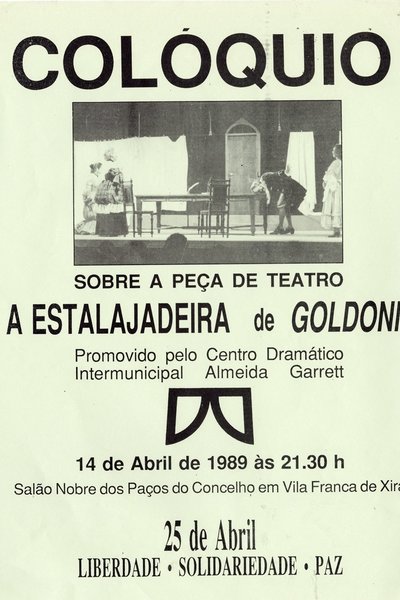 COLÓQUIO
SOBRE A PEÇA DE TEATRO
A ESTALAJADEIRA de GOLDONI
Promovido pelo Centro Dramático
Intermunicipal Almeida Garrett
14 de Abril de 1989 às 21.30 h
Salão Nobre dos Paços do Concelho em Vila Franca de Xira
25 de Abril
LIBERDADE • SOLIDARIEDADE • PAZ